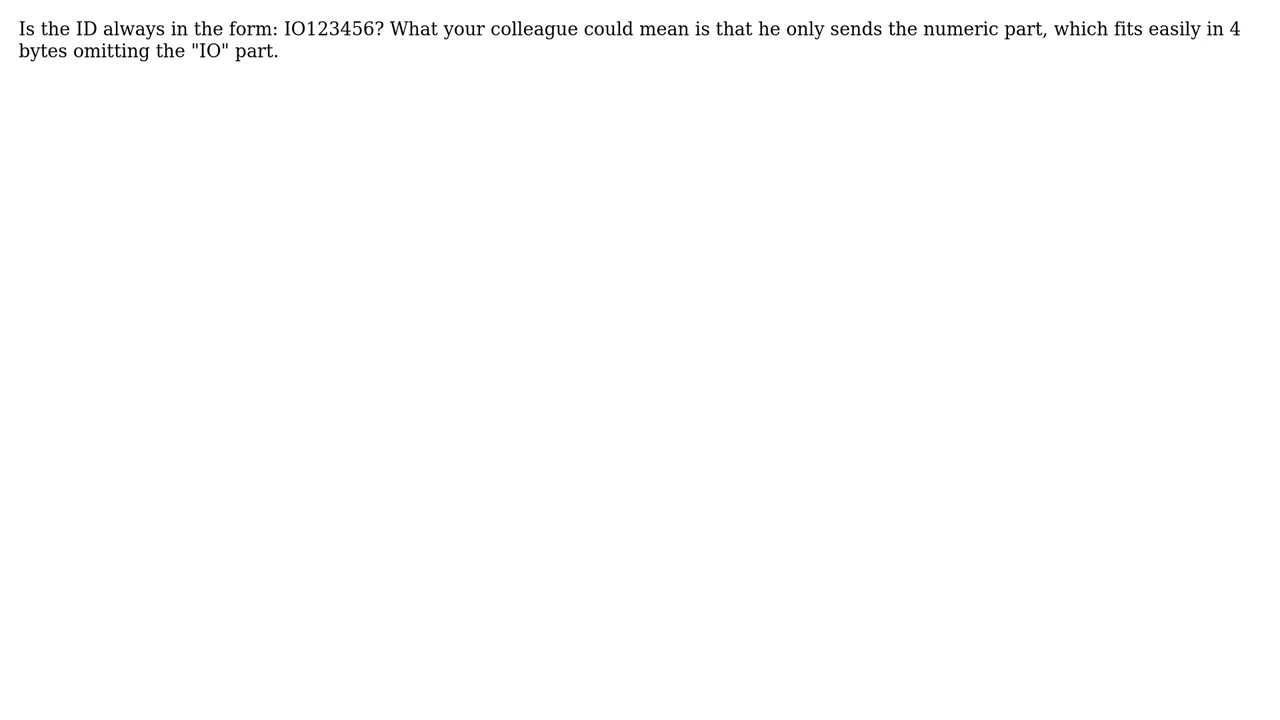 Is the ID always in the form: IO123456? What your colleague could mean is that he only sends the numeric part, which fits easily in 4
bytes omitting the "IO" part.